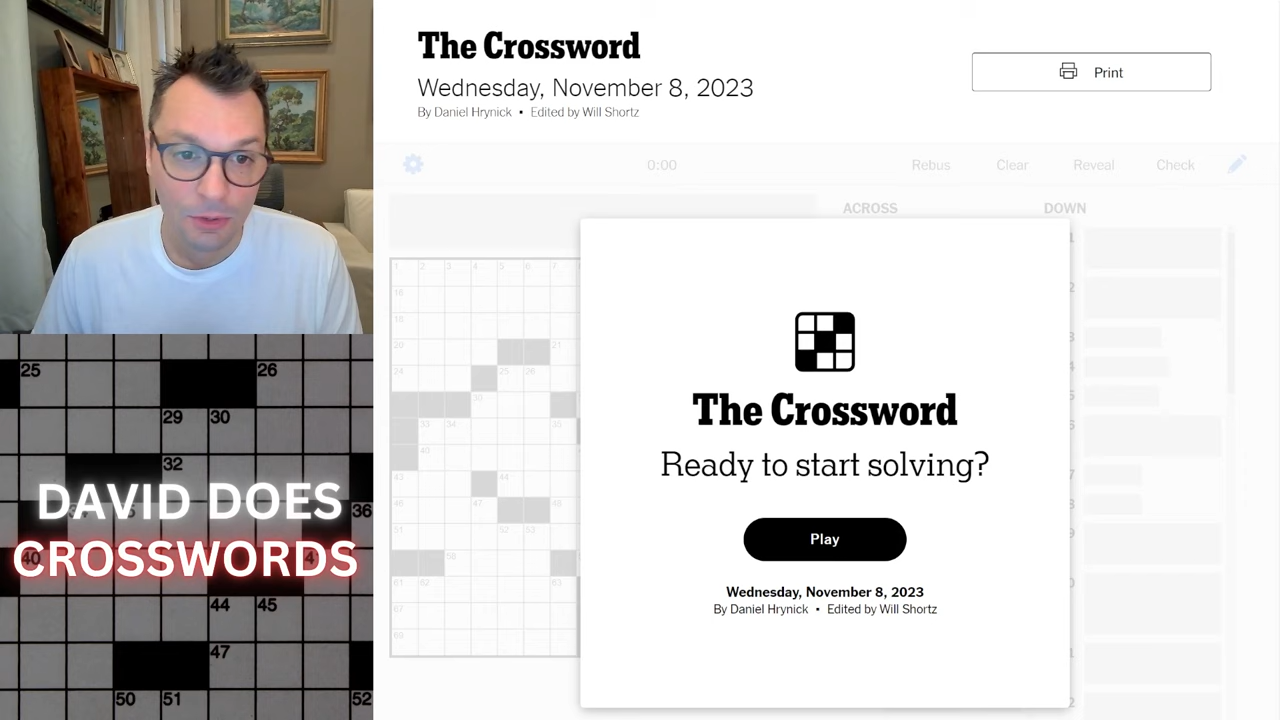 The Crossword
Wednesday, November 8, 2023
By Daniel Hrynick • Edited by Will Shortz
Print
0:00
Rebus
Clear
Reveal
Check
ACROSS
DOWN
The Crossword
Ready to start solving?
Play
Wednesday, November 8, 2023
By Daniel Hrynick • Edited by Will Shortz
25
26
29 30
32
DAVID DOES
36
CROSSWORDS
40
44 45
47
50 51 52